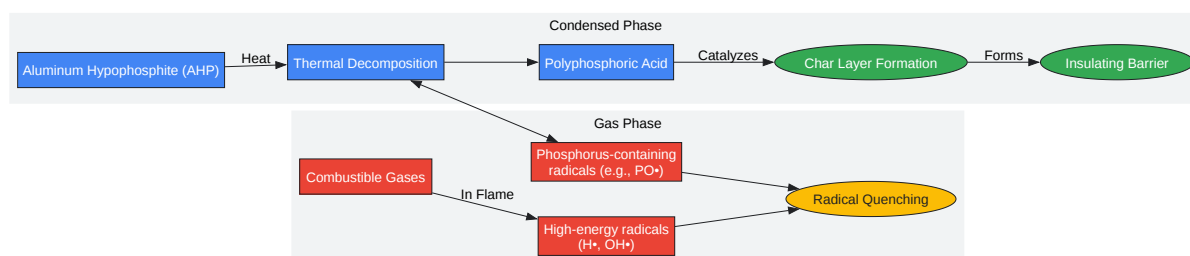 Condensed Phase
Aluminum Hypophosphite (AHP)
Heat
Thermal Decomposition
Polyphosphoric Acid
Catalyzes
Char Layer Formation
Forms
Insulating Barrier
Gas Phase
Combustible Gases
In Flame
Phosphorus-containing
radicals (e.g., PO•)
High-energy radicals
(H•, OH•)
Radical Quenching